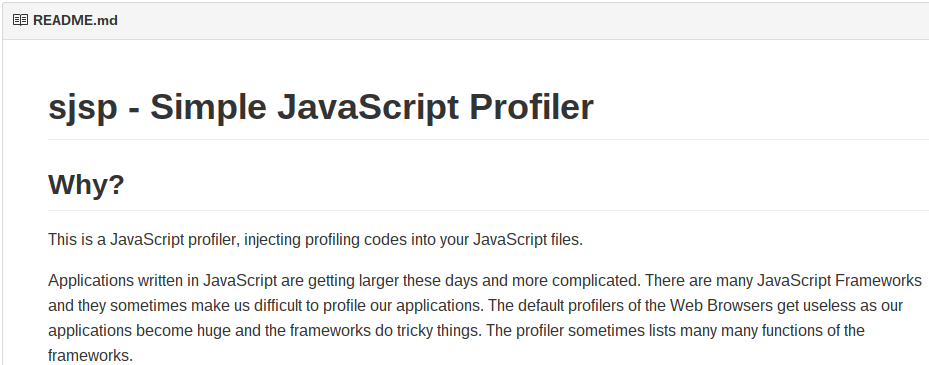 README.md
sjsp - Simple JavaScript Profiler
Why?
This is a JavaScript profiler, injecting profiling codes into your JavaScript files.
Applications written in JavaScript are getting larger these days and more complicated. There are many JavaScript Frameworks
and they sometimes make us difficult to profile our applications. The default profilers of the Web Browsers get useless as our
applications become huge and the frameworks do tricky things. The profiler sometimes lists many many functions of the
frameworks.